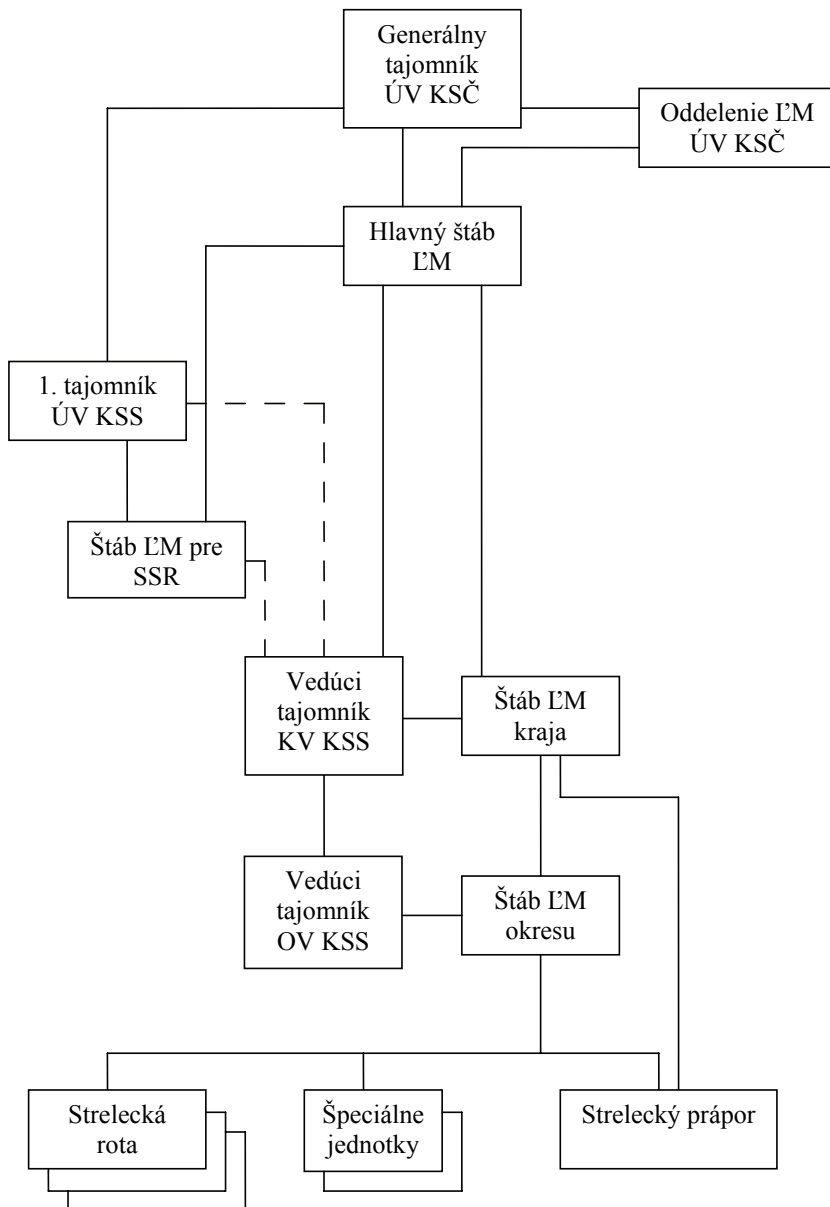 Generálny
tajomník
ÚV KSČ
Oddelenie ĽM
ÚV KSČ
Hlavný štáb
ĽM
1. tajomník
ÚV KSS
Štáb ĽM pre
SSR
Vedúci
tajomník
KV KSS
Štáb ĽM
kraja
Vedúci
tajomník
OV KSS
Štáb ĽM
okresu
Strelecká
rota
Špeciálne
jednotky
Strelecký prápor